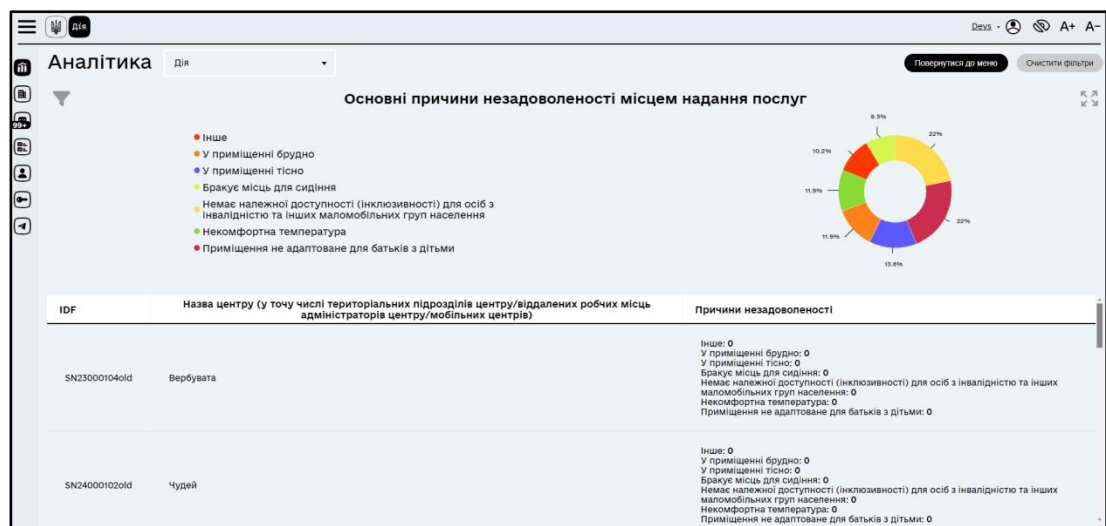 Дія
Devs - A+ A-
Аналітика
Дія
Повернутися до меню
Очистити фільтри
Основні причини незадоволеності місцем надання послуг
99+
Інше
У приміщенні брудно
У приміщенні тісно
Бракує місць для сидіння
Немає належної доступності (інклюзивності) для осіб з
інвалідністю та інших маломобільних груп населення
Некомфортна температура
Приміщення не адаптоване для батьків з дітьми
8.5%
22%
10.2%
11.9%
22%
11.9%
13.6%
IDF
Назва центру (у точу числі територіальних підрозділів центру/віддалених робчих місць
адміністраторів центру/мобільних центрів)
Причини незадоволеності
SN23000104old
Вербувата
Інше: 0
У приміщенні брудно: 0
У приміщенні тісно: 0
Бракує місць для сидіння: 0
Немає належної доступності (інклюзивності) для осіб з інвалідністю та інших
маломобільних груп населення: 0
Некомфортна температура: 0
Приміщення не адаптоване для батьків з дітьми: 0
SN24000102old
Чудей
Інше: 0
У приміщенні брудно: 0
У приміщенні тісно: 0
Бракує місць для сидіння: 0
Немає належної доступності (інклюзивності) для осіб з інвалідністю та інших
маломобільних груп населення: 0
Некомфортна температура: 0
Приміщення не адаптоване для батьків з дітьми: 0